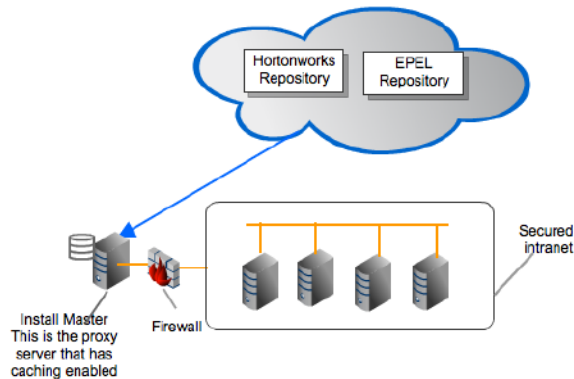 Hortonworks
Repository
EPEL
Repository
Secured
intranet
Install Master
This is the proxy
server that has
caching enabled
Firewall